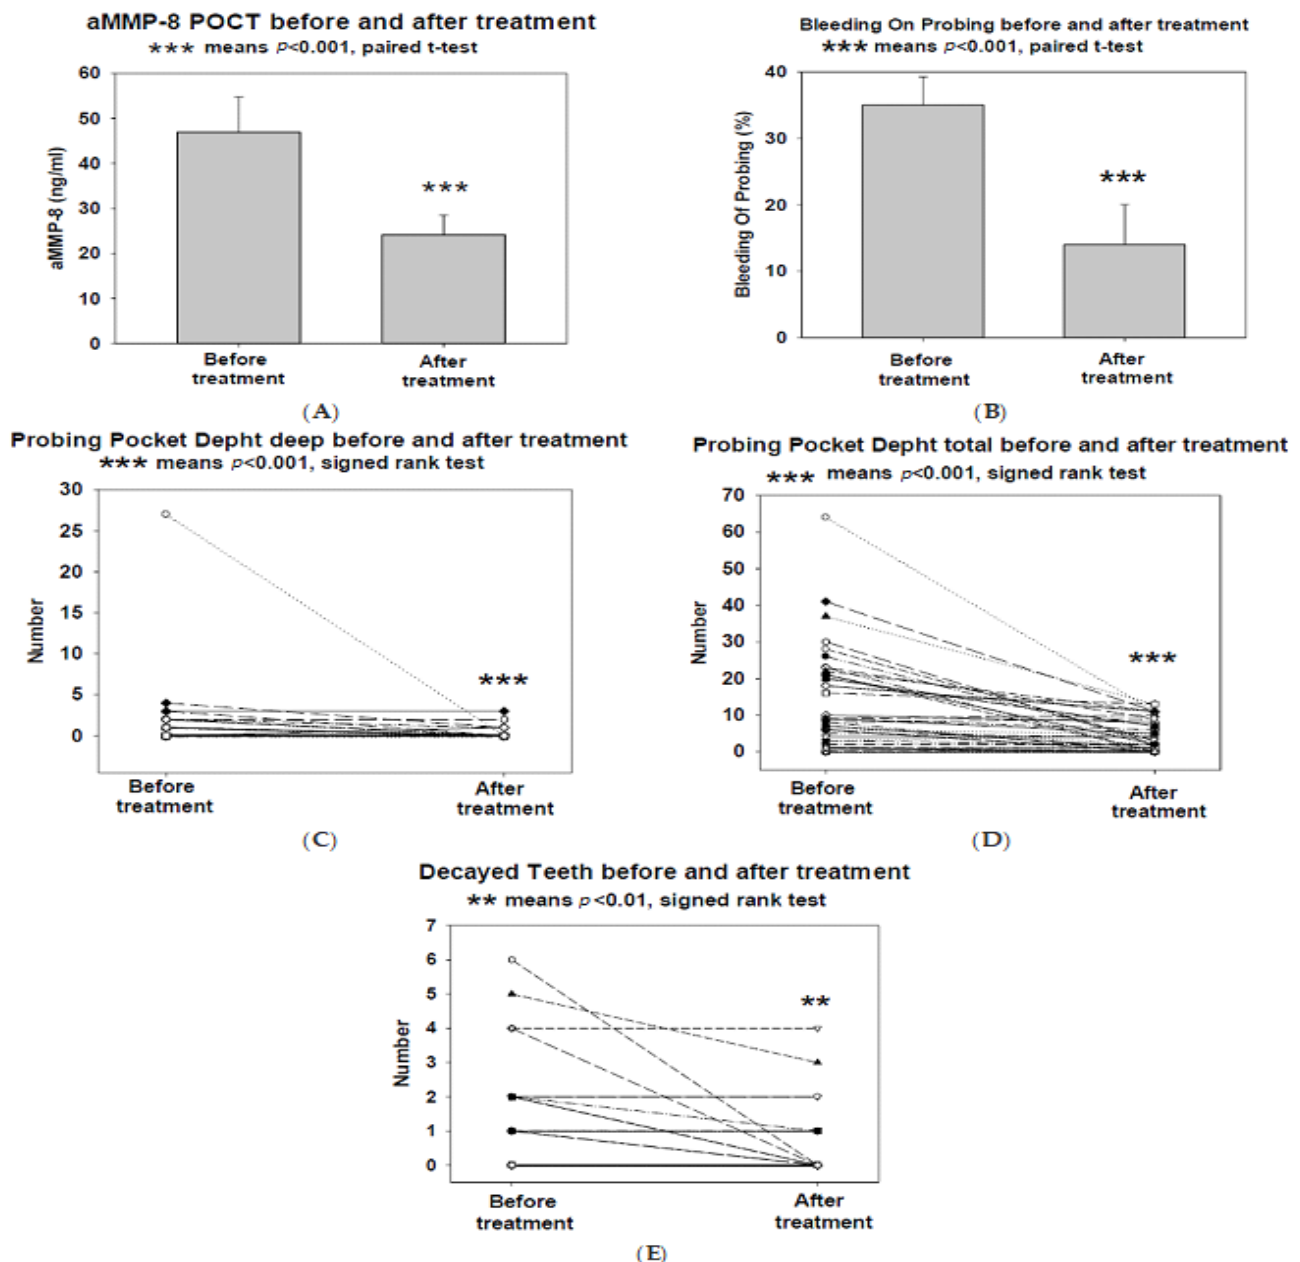 aMMP-8 POCT before and after treatment
*** means p<0.001, paired t-test
60
50
40
30
20
10
0
aMMP-8 (ng/ml)
***
Before
treatment
After
treatment
(A)
Bleeding On Probing before and after treatment
*** means p<0.001, paired t-test
40
30
20
10
0
Bleeding Of Probing (%)
***
Before
treatment
After
treatment
(B)
Probing Pocket Depht deep before and after treatment
*** means p<0.001, signed rank test
30
25
20
15
10
5
0
Number
***
Before
treatment
After
treatment
(C)
Probing Pocket Depht total before and after treatment
*** means p<0.001, signed rank test
70
60
50
40
30
20
10
0
Number
***
Before
treatment
After
treatment
(D)
Decayed Teeth before and after treatment
** means p<0.01, signed rank test
7
6
5
4
3
2
1
0
Number
**
Before
treatment
After
treatment
(E)